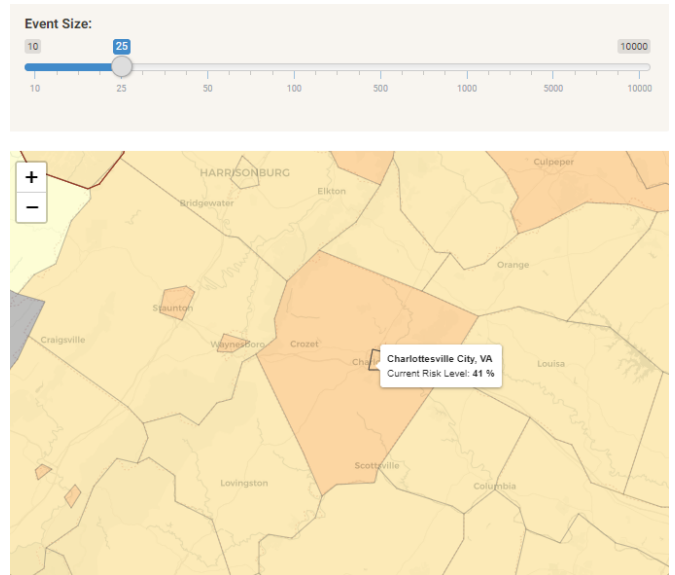 Event Size:
10 25 10000
10 25 50 100 500 1000 5000 10000
+
−
HARRISONBURG
Culpeper
Elkton
Bridgewater
Orange
Staunton
Craigsville
Waynesboro
Crozet
Charlottesville City, VA
Current Risk Level: 41 %
Louisa
Scottsville
Lovingston
Columbia